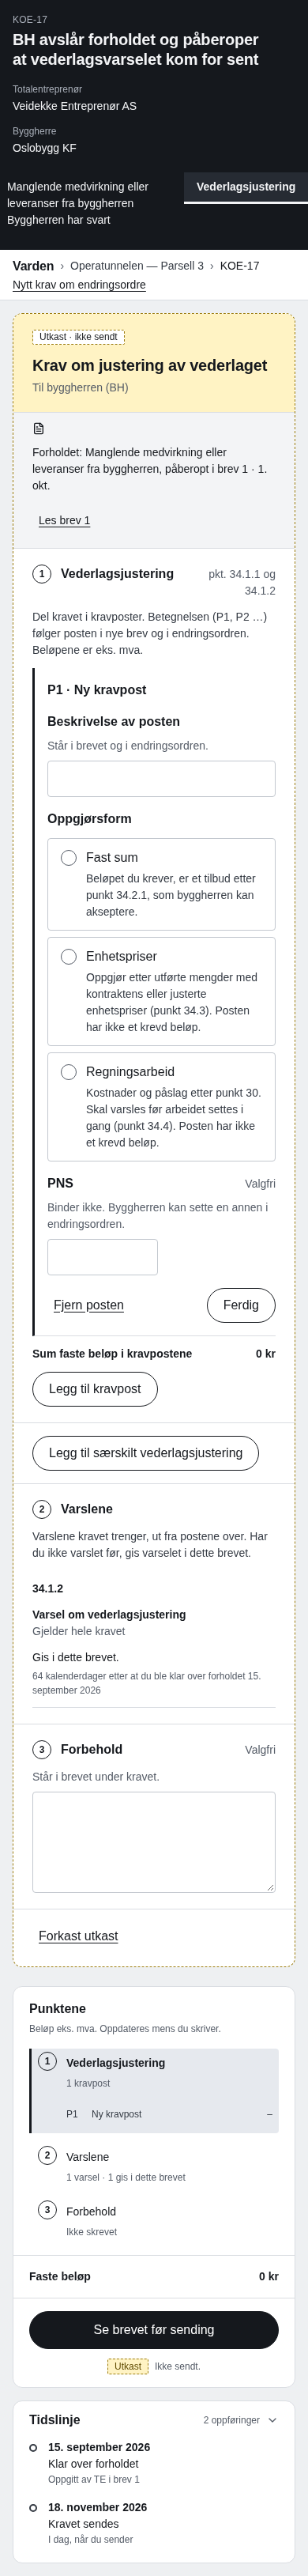 KOE-17
BH avslår forholdet og påberoper
at vederlagsvarselet kom for sent
Totalentreprenør
Veidekke Entreprenør AS
Byggherre
Oslobygg KF
Manglende medvirkning eller
leveranser fra byggherren
Byggherren har svart
Vederlagsjustering
Varden › Operatunnelen — Parsell 3 › KOE-17
Nytt krav om endringsordre
Utkast · ikke sendt
Krav om justering av vederlaget
Til byggherren (BH)
Forholdet: Manglende medvirkning eller
leveranser fra byggherren, påberopt i brev 1 · 1.
okt.
Les brev 1
1 Vederlagsjustering pkt. 34.1.1 og
34.1.2
Del kravet i kravposter. Betegnelsen (P1, P2 …)
følger posten i nye brev og i endringsordren.
Beløpene er eks. mva.
P1 · Ny kravpost
Beskrivelse av posten
Står i brevet og i endringsordren.
Oppgjørsform
Fast sum
Beløpet du krever, er et tilbud etter
punkt 34.2.1, som byggherren kan
akseptere.
Enhetspriser
Oppgjør etter utførte mengder med
kontraktens eller justerte
enhetspriser (punkt 34.3). Posten
har ikke et krevd beløp.
Regningsarbeid
Kostnader og påslag etter punkt 30.
Skal varsles før arbeidet settes i
gang (punkt 34.4). Posten har ikke
et krevd beløp.
PNS Valgfri
Binder ikke. Byggherren kan sette en annen i
endringsordren.
Fjern posten Ferdig
Sum faste beløp i kravpostene 0 kr
Legg til kravpost
Legg til særskilt vederlagsjustering
2 Varslene
Varslene kravet trenger, ut fra postene over. Har
du ikke varslet før, gis varselet i dette brevet.
34.1.2
Varsel om vederlagsjustering
Gjelder hele kravet
Gis i dette brevet.
64 kalenderdager etter at du ble klar over forholdet 15.
september 2026
3 Forbehold Valgfri
Står i brevet under kravet.
Forkast utkast
Punktene
Beløp eks. mva. Oppdateres mens du skriver.
1 Vederlagsjustering
1 kravpost
P1 Ny kravpost –
2 Varslene
1 varsel · 1 gis i dette brevet
3 Forbehold
Ikke skrevet
Faste beløp 0 kr
Se brevet før sending
Utkast Ikke sendt.
Tidslinje 2 oppføringer
15. september 2026
Klar over forholdet
Oppgitt av TE i brev 1
18. november 2026
Kravet sendes
I dag, når du sender